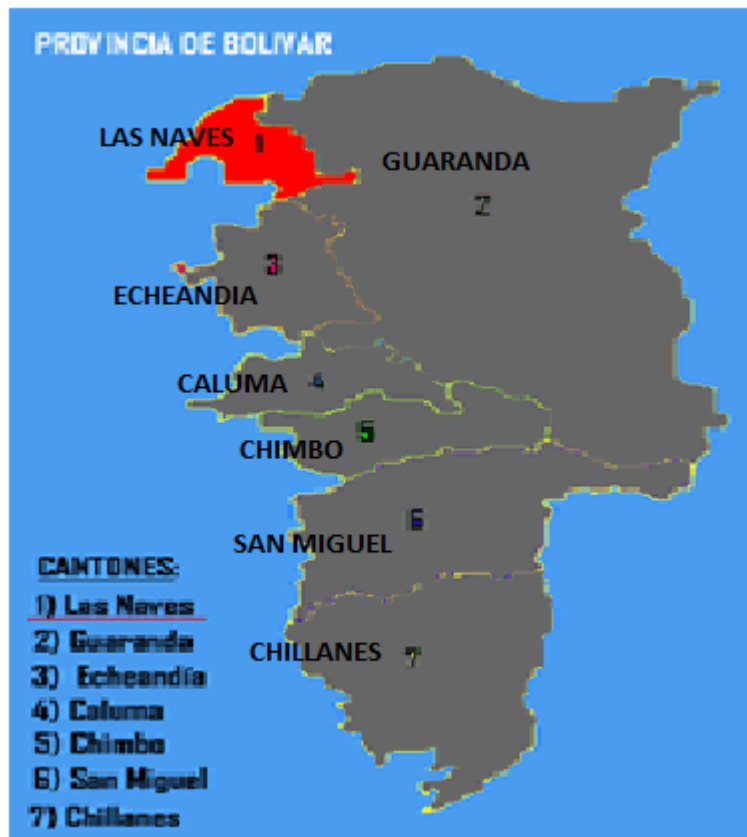 PROVINCIA DE BOLIVAR
LAS NAVES
1
GUARANDA
2
3
ECHEANDIA
CALUMA
4
CHIMBO
5
6
SAN MIGUEL
CHILLANES
7
CANTONES:
1) Las Naves
2) Guaranda
3) Echeandía
4) Caluma
5) Chimbo
6) San Miguel
7) Chillanes